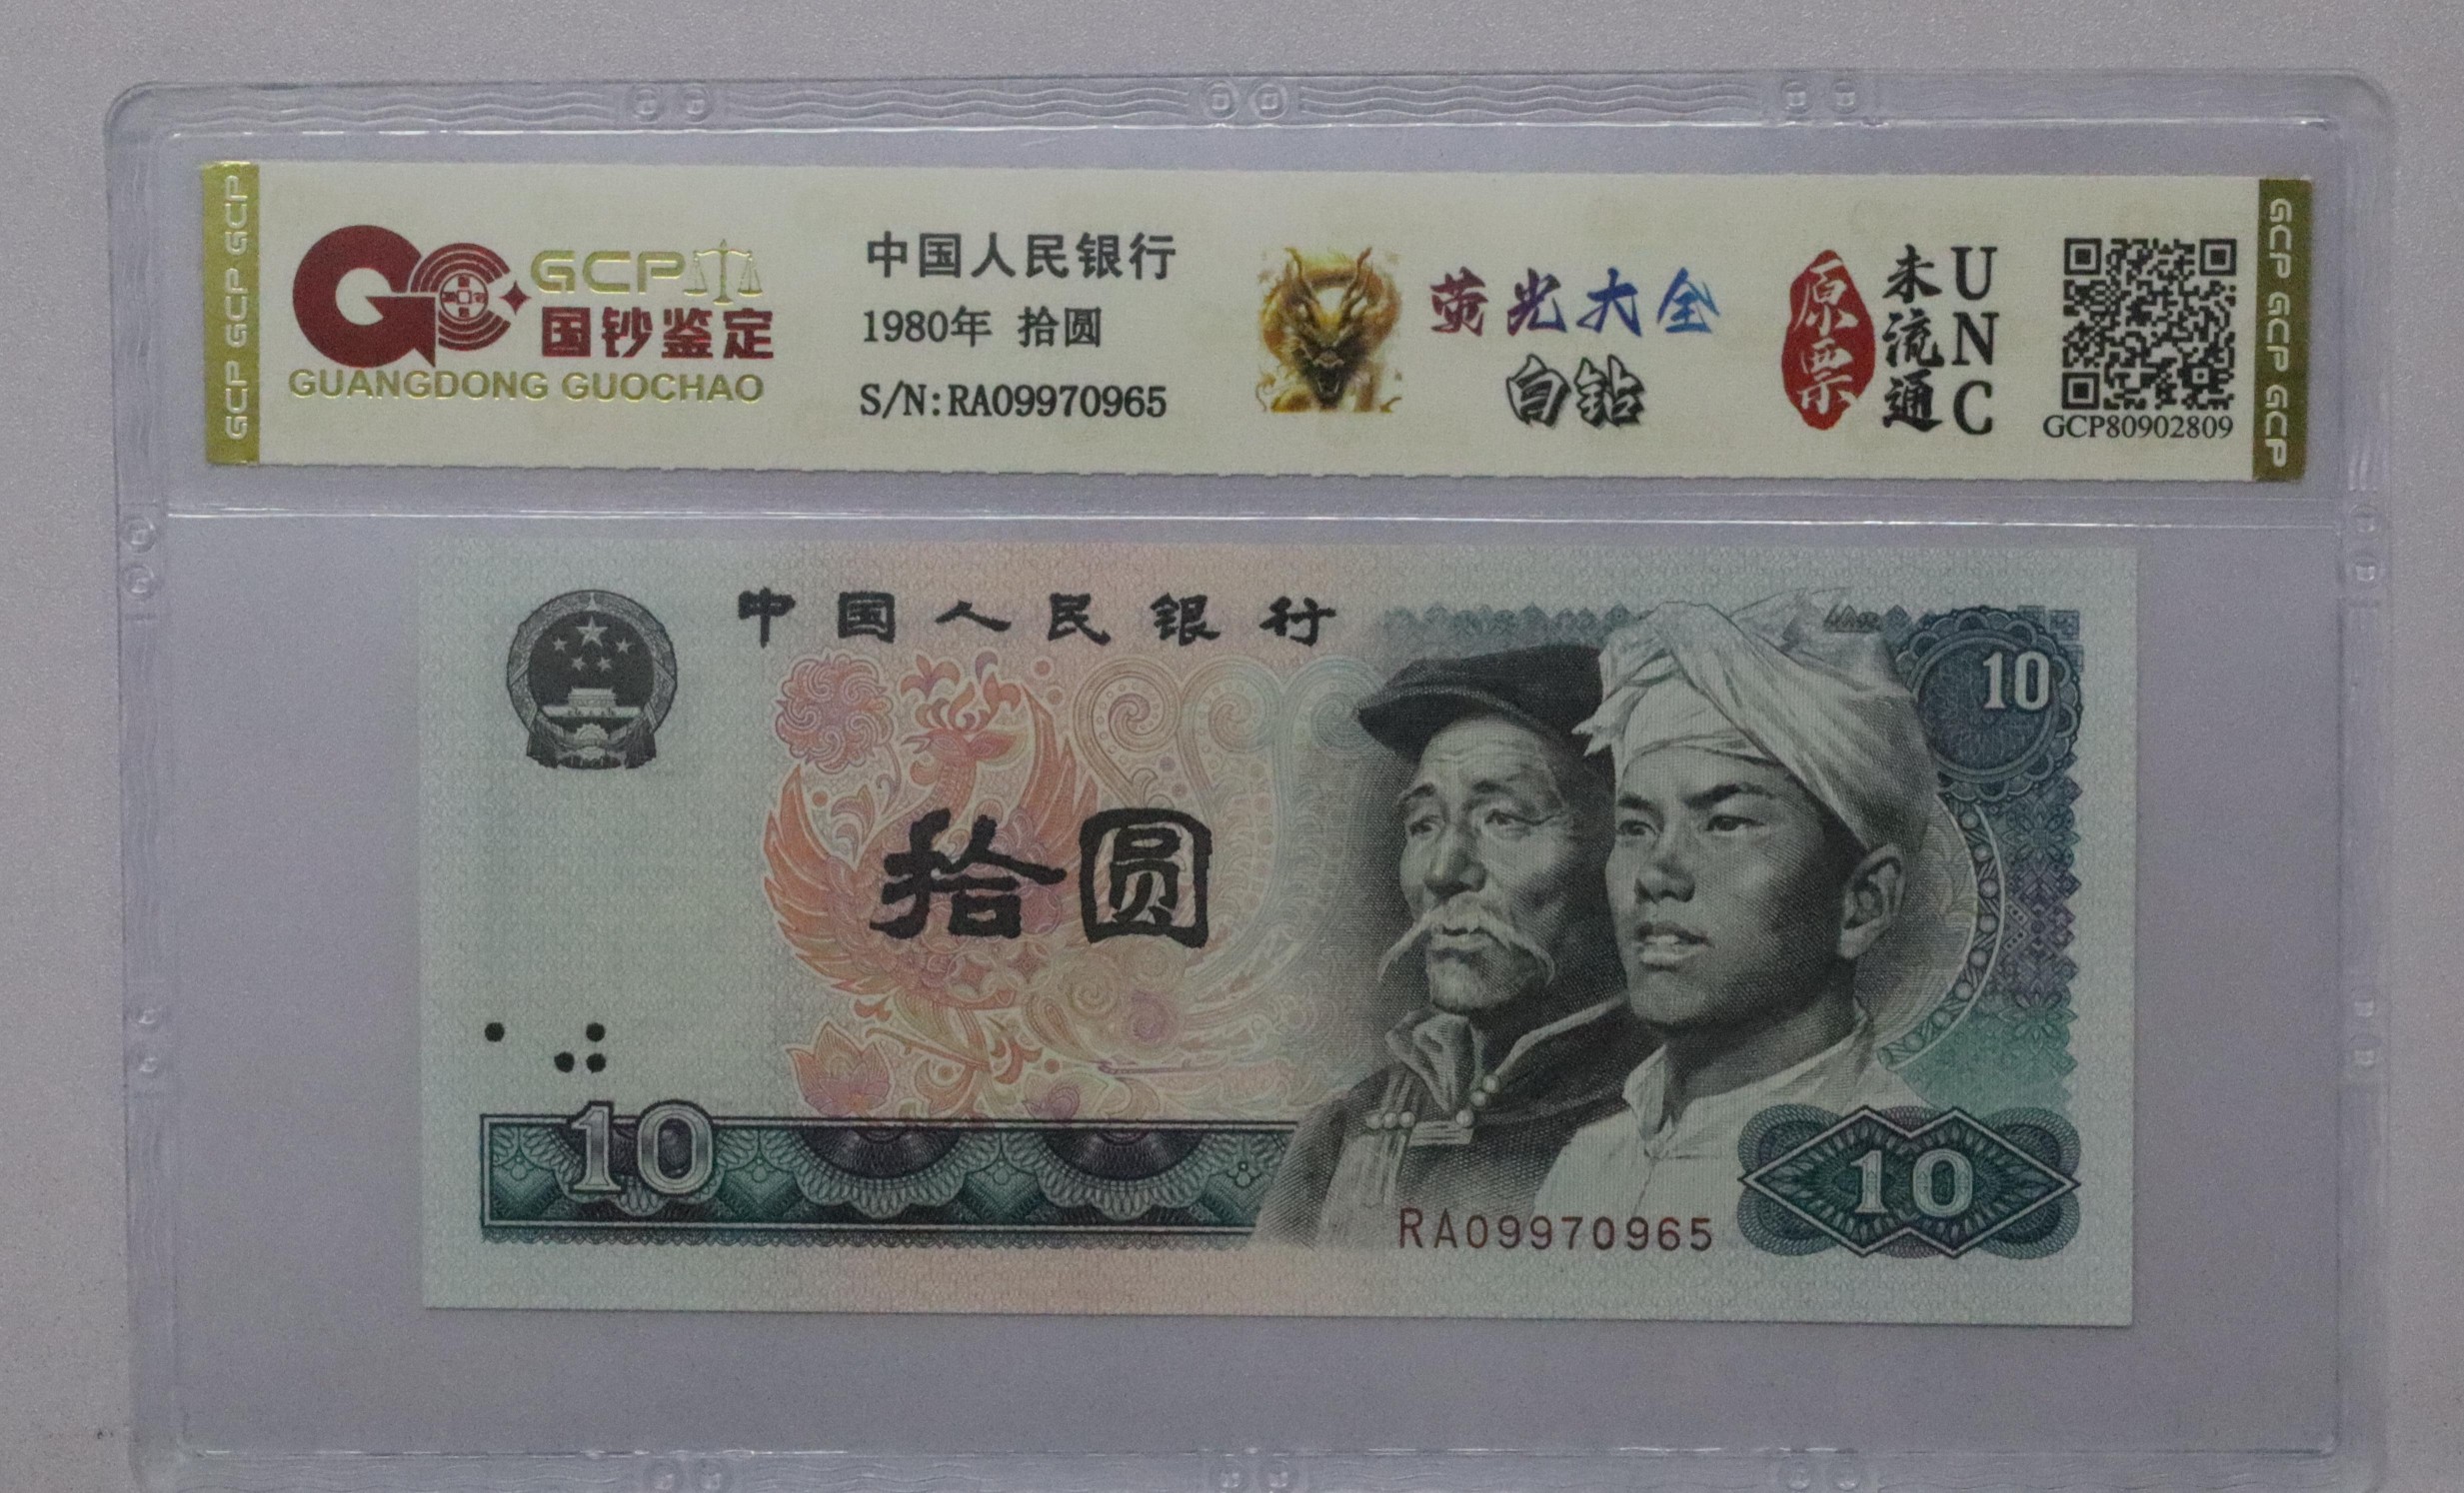 GCP GCP GCP
GCP
国钞鉴定
GUANGDONG GUOCHAO
中国人民银行
1980年 拾圆
S/N:RA09970965
荧光大全
白钻
原票
未流通
UNC
GCP80902809
GCP GCP GCP
中国人民银行
10
拾圆
10
10
RA09970965